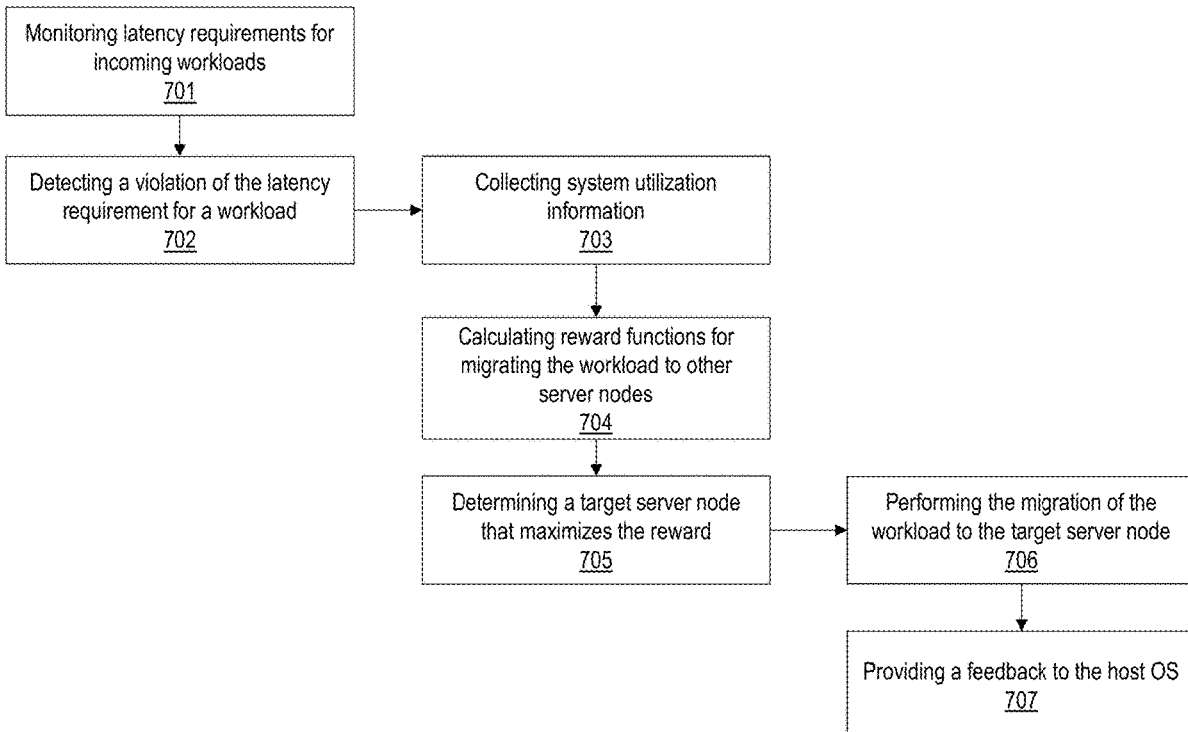 Monitoring latency requirements for
incoming workloads
701
Detecting a violation of the latency
requirement for a workload
702
Collecting system utilization
information
703
Calculating reward functions for
migrating the workload to other
server nodes
704
Determining a target server node
that maximizes the reward
705
Performing the migration of the
workload to the target server node
706
Providing a feedback to the host OS
707